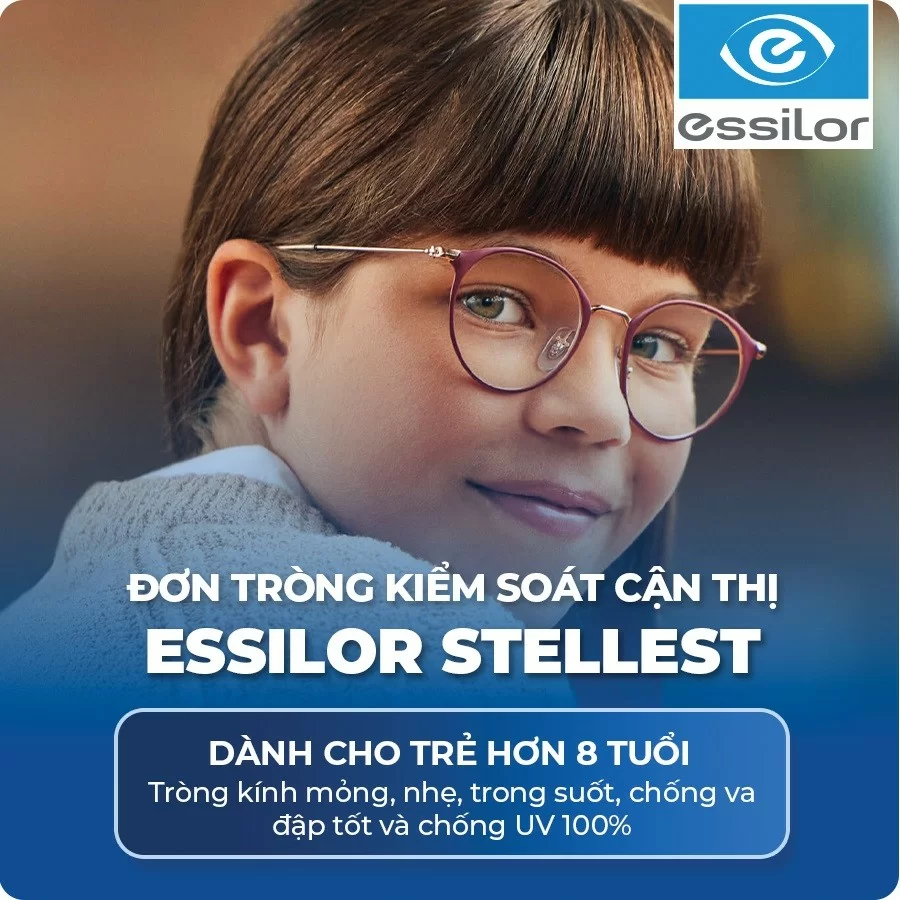 essilor
ĐƠN TRÒNG KIỂM SOÁT CẬN THỊ
ESSILOR STELLEST
DÀNH CHO TRẺ HƠN 8 TUỔI
Tròng kính mỏng, nhẹ, trong suốt, chống va
đập tốt và chống UV 100%